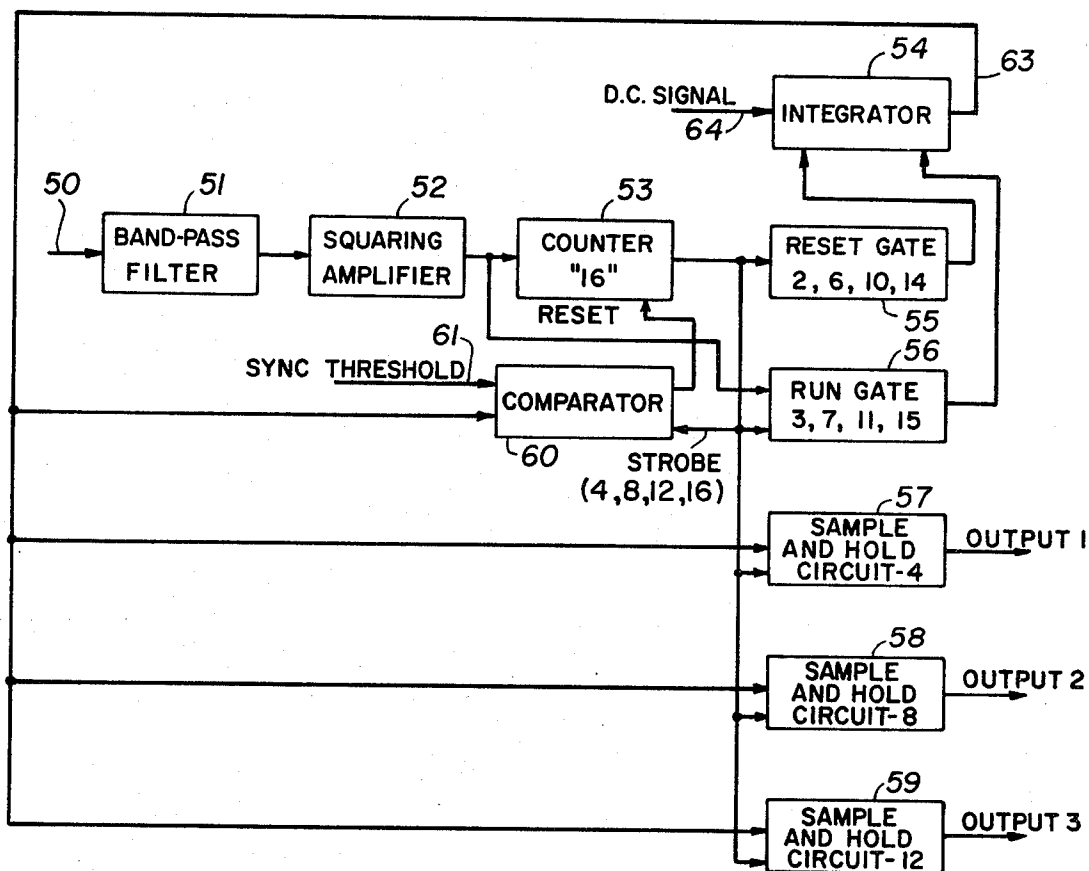 54
63
D.C. SIGNAL
64
INTEGRATOR
50
51
BAND-PASS
FILTER
52
SQUARING
AMPLIFIER
53
COUNTER
"16"
RESET
RESET GATE
2, 6, 10, 14
55
56
RUN GATE
3, 7, 11, 15
61
SYNC THRESHOLD
COMPARATOR
60
STROBE
(4,8,12,16)
57
SAMPLE
AND HOLD
CIRCUIT-4
OUTPUT 1
58
SAMPLE
AND HOLD
CIRCUIT-8
OUTPUT 2
59
SAMPLE
AND HOLD
CIRCUIT-12
OUTPUT 3